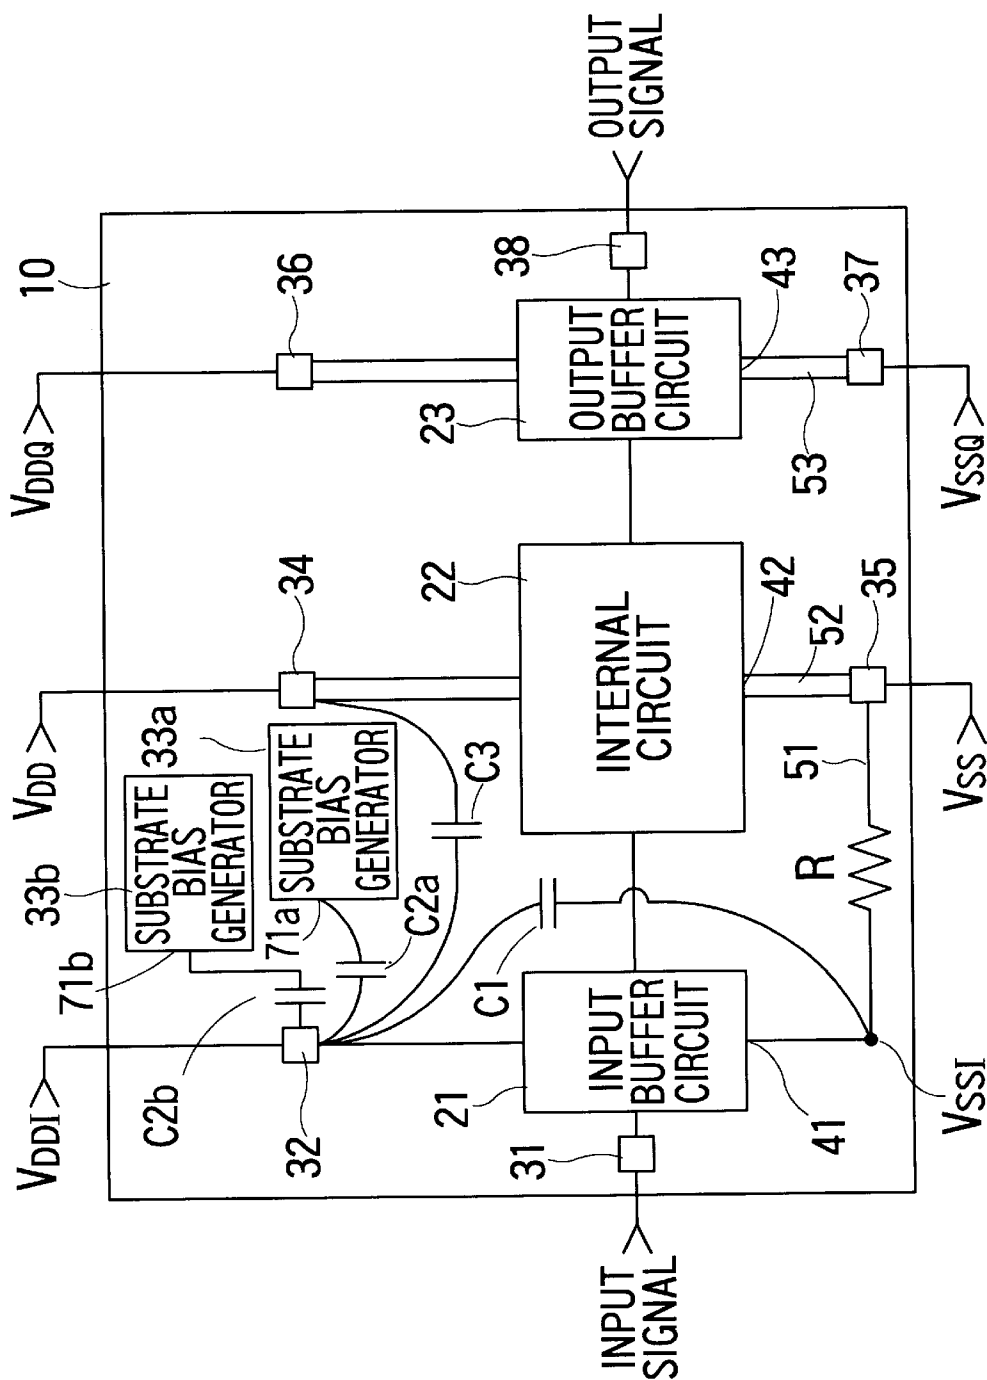 10
VDDI
VDD
VDDQ
C2b
71b
33b
SUBSTRATE
BIAS
GENERATOR
33a
SUBSTRATE
BIAS
GENERATOR
71a
32
34
36
C2a
C3
C1
21
22
23
38
INPUT
SIGNAL
31
INPUT
BUFFER
CIRCUIT
INTERNAL
CIRCUIT
OUTPUT
BUFFER
CIRCUIT
OUTPUT
SIGNAL
41
42
43
52
53
R
51
35
37
VSSI
VSS
VSSQ